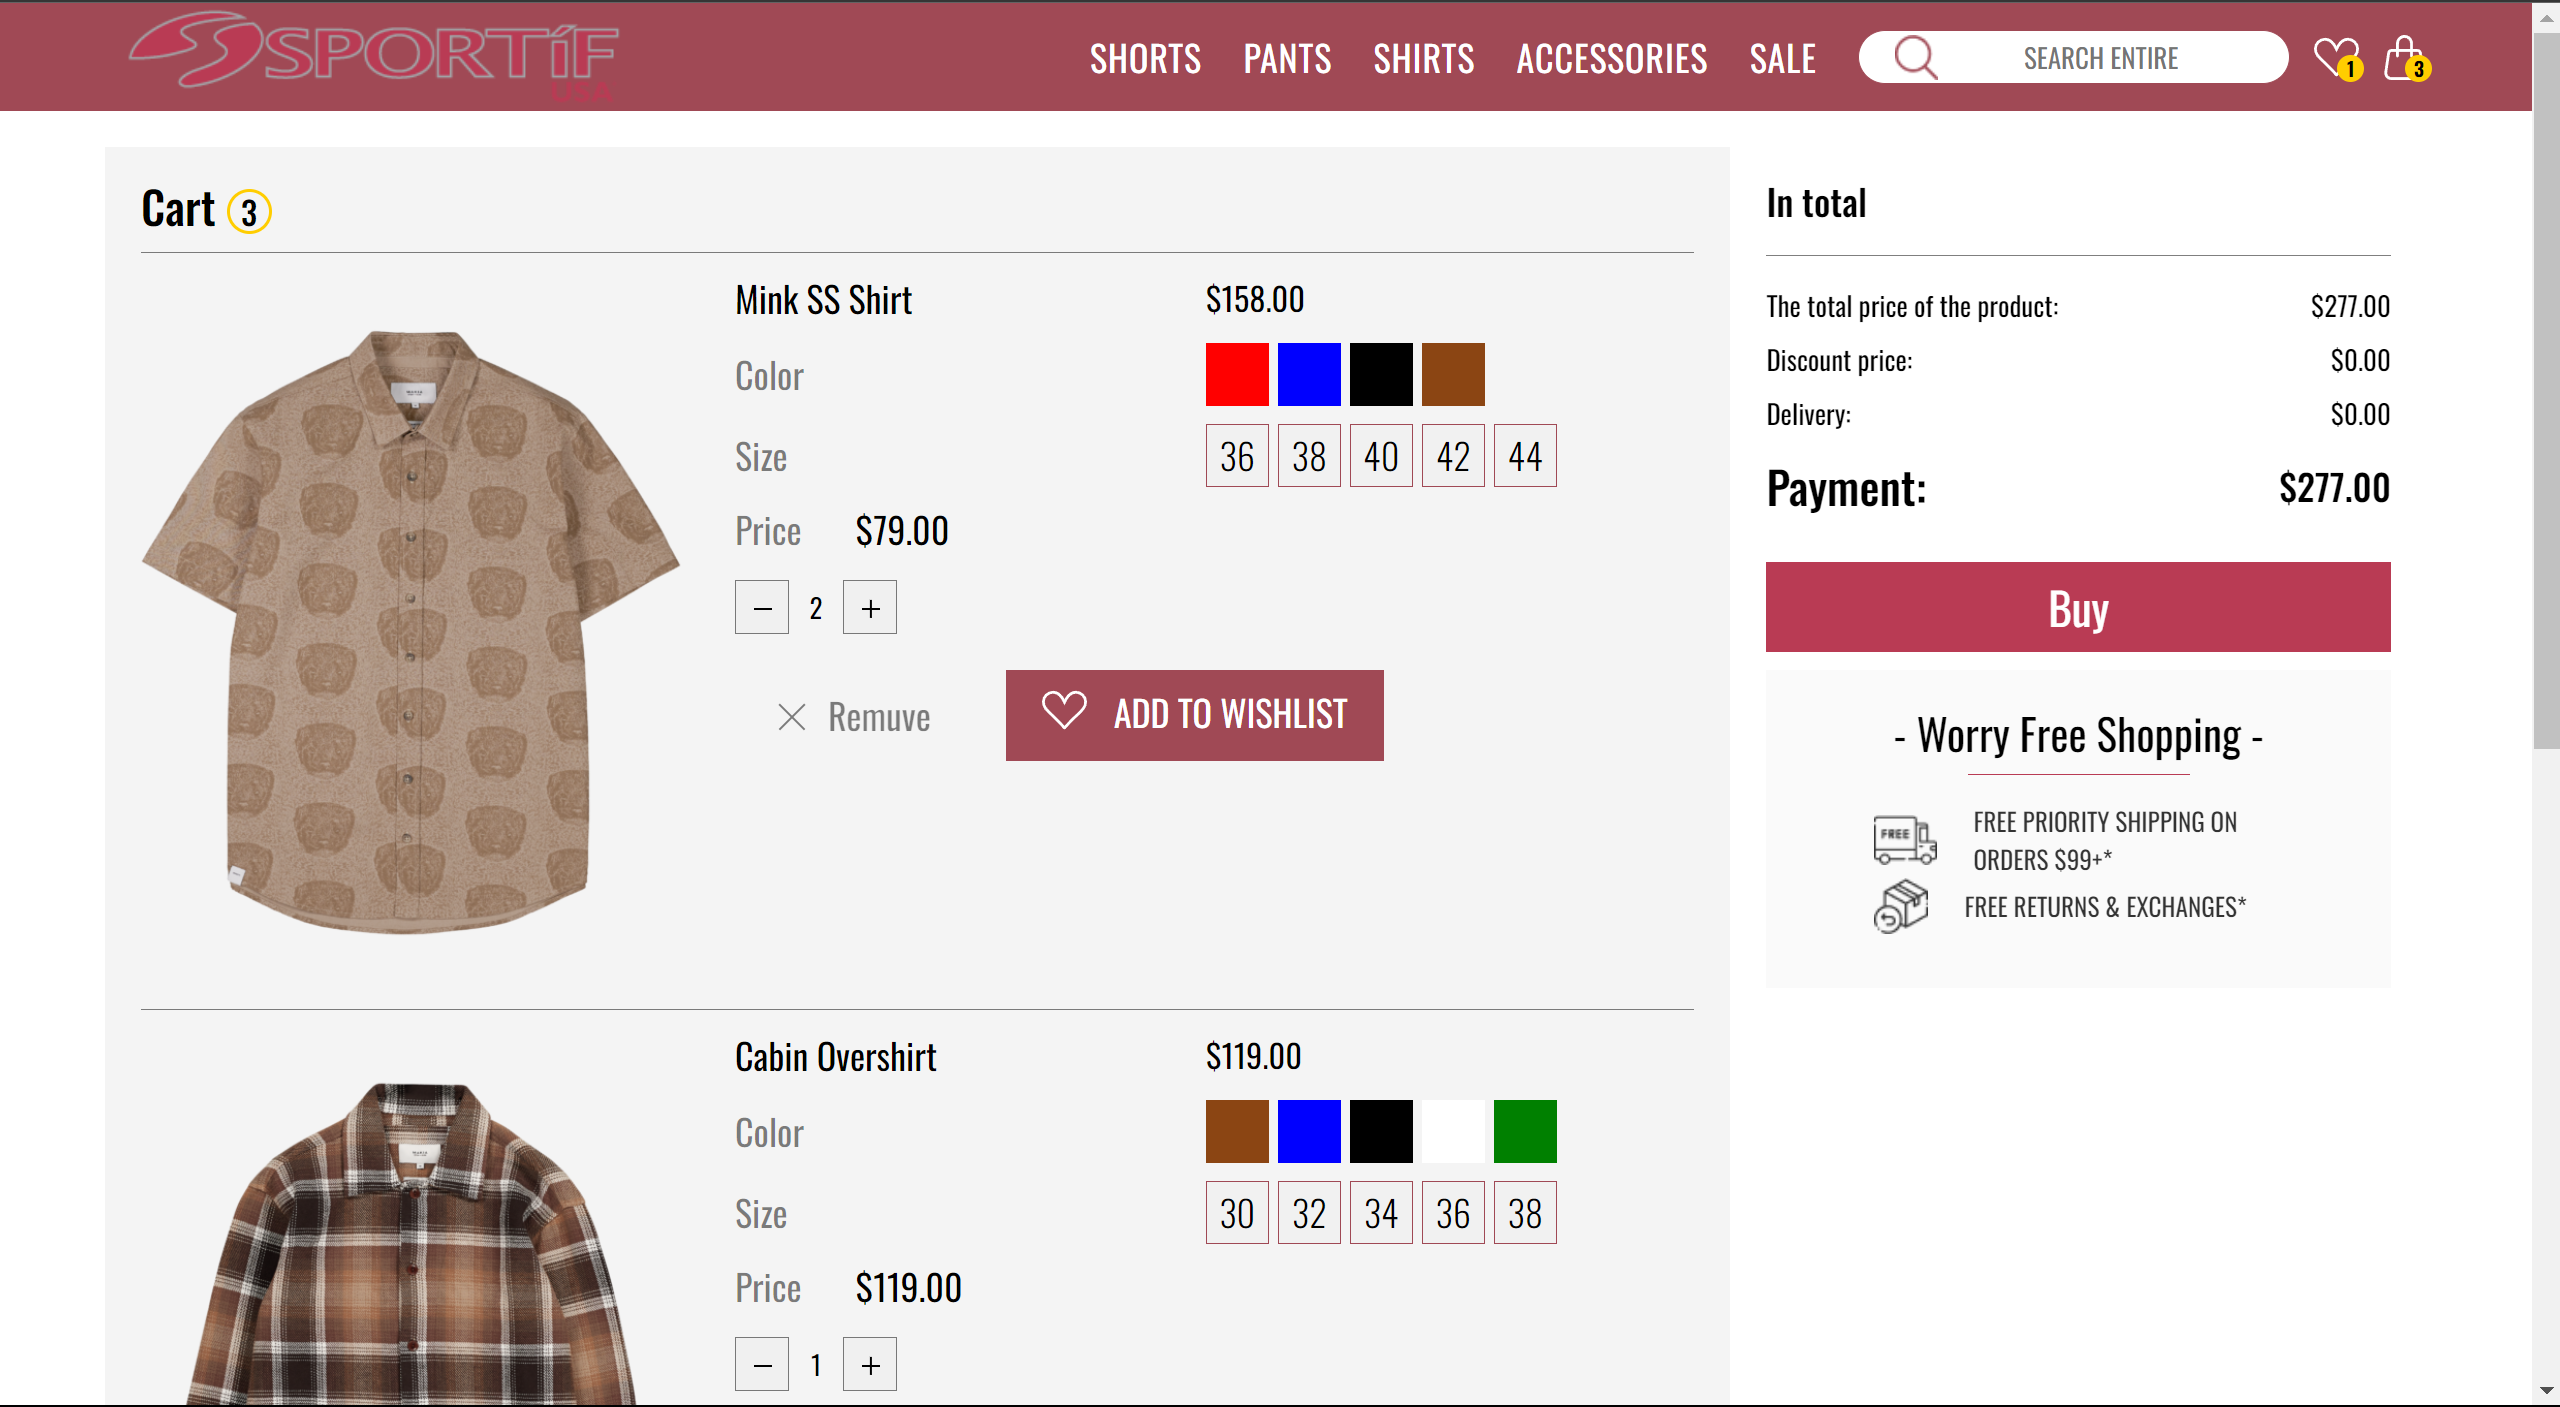 SPORTíF
USA
SHORTS PANTS SHIRTS ACCESSORIES SALE SEARCH ENTIRE 1 3
Cart 3
Mink SS Shirt $158.00
Color
Size 36 38 40 42 44
Price $79.00
2
Remuve ADD TO WISHLIST
Cabin Overshirt $119.00
Color
Size 30 32 34 36 38
Price $119.00
1
In total
The total price of the product: $277.00
Discount price: $0.00
Delivery: $0.00
Payment: $277.00
Buy
- Worry Free Shopping -
FREE
FREE PRIORITY SHIPPING ON
ORDERS $99+*
FREE RETURNS & EXCHANGES*